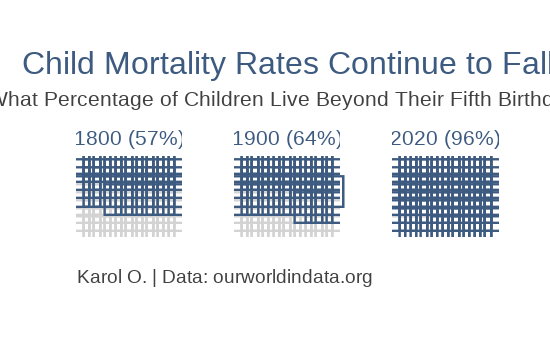 Child Mortality Rates Continue to Fall
What Percentage of Children Live Beyond Their Fifth
1800 (57%)
1900 (64%)
2020 (96%)
Karol O. | Data: ourworldindata.org